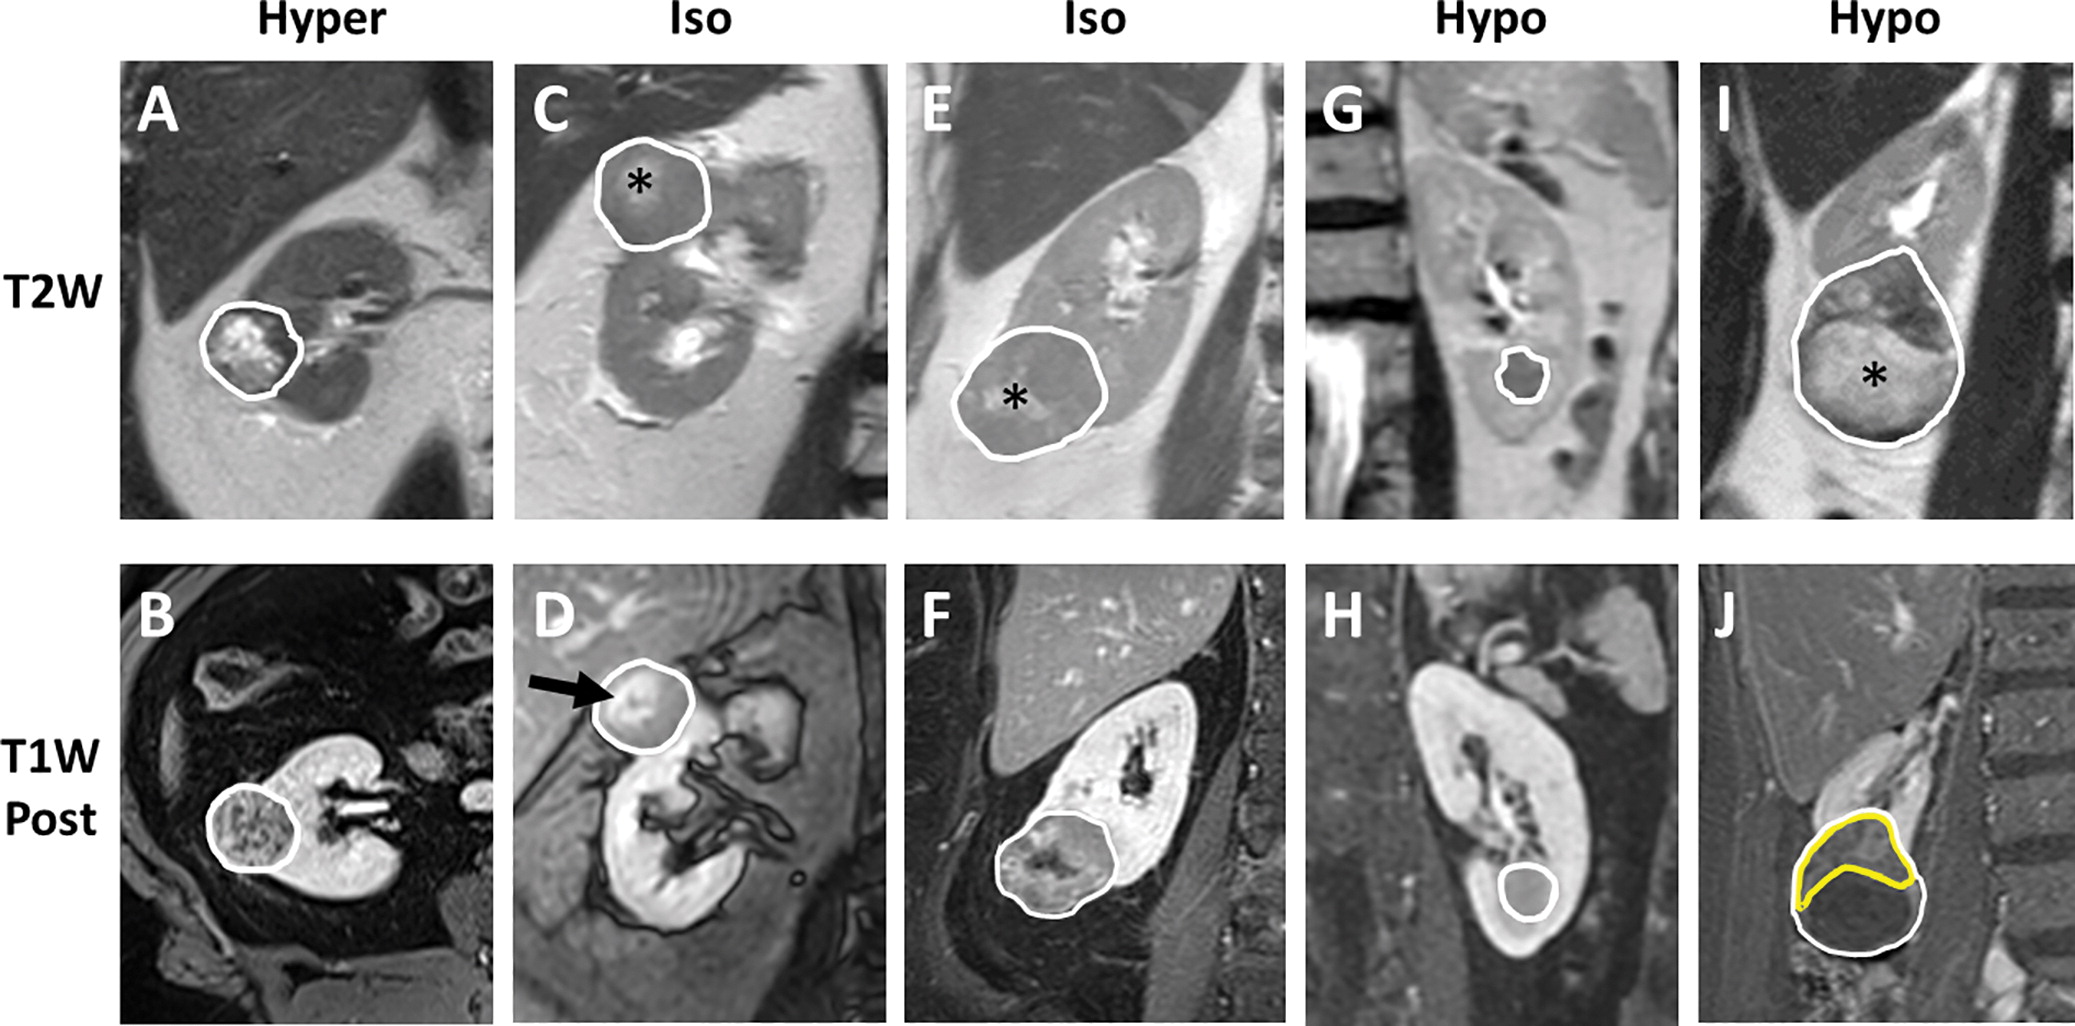 Hyper Iso Iso Hypo Hypo
T2W
A C E G I
*
*
*
T1W
Post
B D F H J